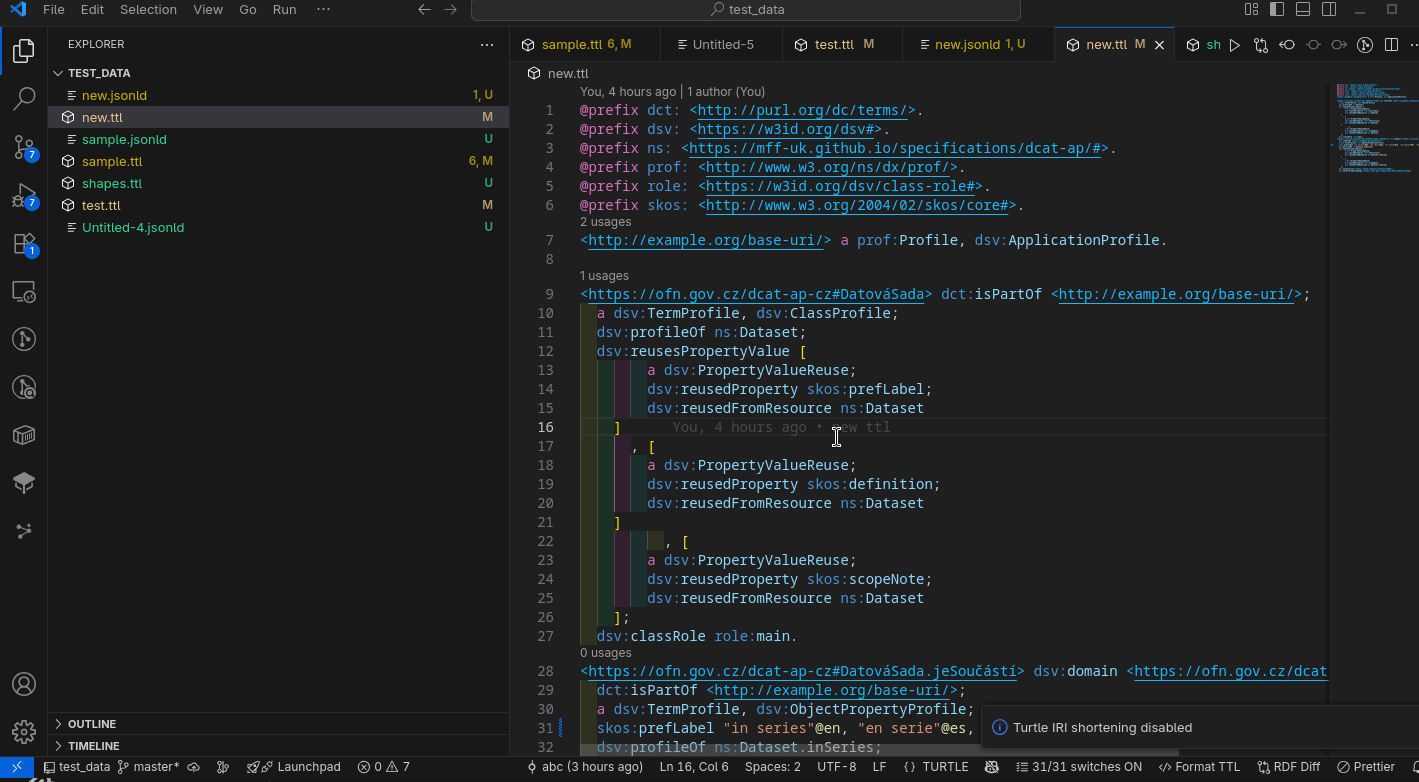 File Edit Selection View Go Run ··· ← → test_data
EXPLORER ···
TEST_DATA
new.jsonld 1, U
new.ttl M
sample.jsonld U
sample.ttl 6, M
shapes.ttl U
test.ttl M
Untitled-4.jsonld U
OUTLINE
TIMELINE
7
7
1
sample.ttl 6, M Untitled-5 test.ttl M new.jsonld 1, U new.ttl M × sh
new.ttl
You, 4 hours ago | 1 author (You)
1 @prefix dct: <http://purl.org/dc/terms/>.
2 @prefix dsv: <https://w3id.org/dsv#>.
3 @prefix ns: <https://mff-uk.github.io/specifications/dcat-ap/#>.
4 @prefix prof: <http://www.w3.org/ns/dx/prof/>.
5 @prefix role: <https://w3id.org/dsv/class-role#>.
6 @prefix skos: <http://www.w3.org/2004/02/skos/core#>.
2 usages
7 <http://example.org/base-uri/> a prof:Profile, dsv:ApplicationProfile.
8
1 usages
9 <https://ofn.gov.cz/dcat-ap-cz#DatováSada> dct:isPartOf <http://example.org/base-uri/>;
10 a dsv:TermProfile, dsv:ClassProfile;
11 dsv:profileOf ns:Dataset;
12 dsv:reusesPropertyValue [
13 a dsv:PropertyValueReuse;
14 dsv:reusedProperty skos:prefLabel;
15 dsv:reusedFromResource ns:Dataset
16 ] You, 4 hours ago • new ttl
17 , [
18 a dsv:PropertyValueReuse;
19 dsv:reusedProperty skos:definition;
20 dsv:reusedFromResource ns:Dataset
21 ]
22 , [
23 a dsv:PropertyValueReuse;
24 dsv:reusedProperty skos:scopeNote;
25 dsv:reusedFromResource ns:Dataset
26 ];
27 dsv:classRole role:main.
0 usages
28 <https://ofn.gov.cz/dcat-ap-cz#DatováSada.jeSoučástí> dsv:domain <https://ofn.gov.cz/dcat
29 dct:isPartOf <http://example.org/base-uri/>;
30 a dsv:TermProfile, dsv:ObjectPropertyProfile;
31 skos:prefLabel "in series"@en, "en serie"@es,
32 dsv:profileOf ns:Dataset.inSeries;
Turtle IRI shortening disabled
test_data master* Launchpad 0 7 abc (3 hours ago) Ln 16, Col 6 Spaces: 2 UTF-8 LF { } TURTLE 31/31 switches ON Format TTL RDF Diff Prettier